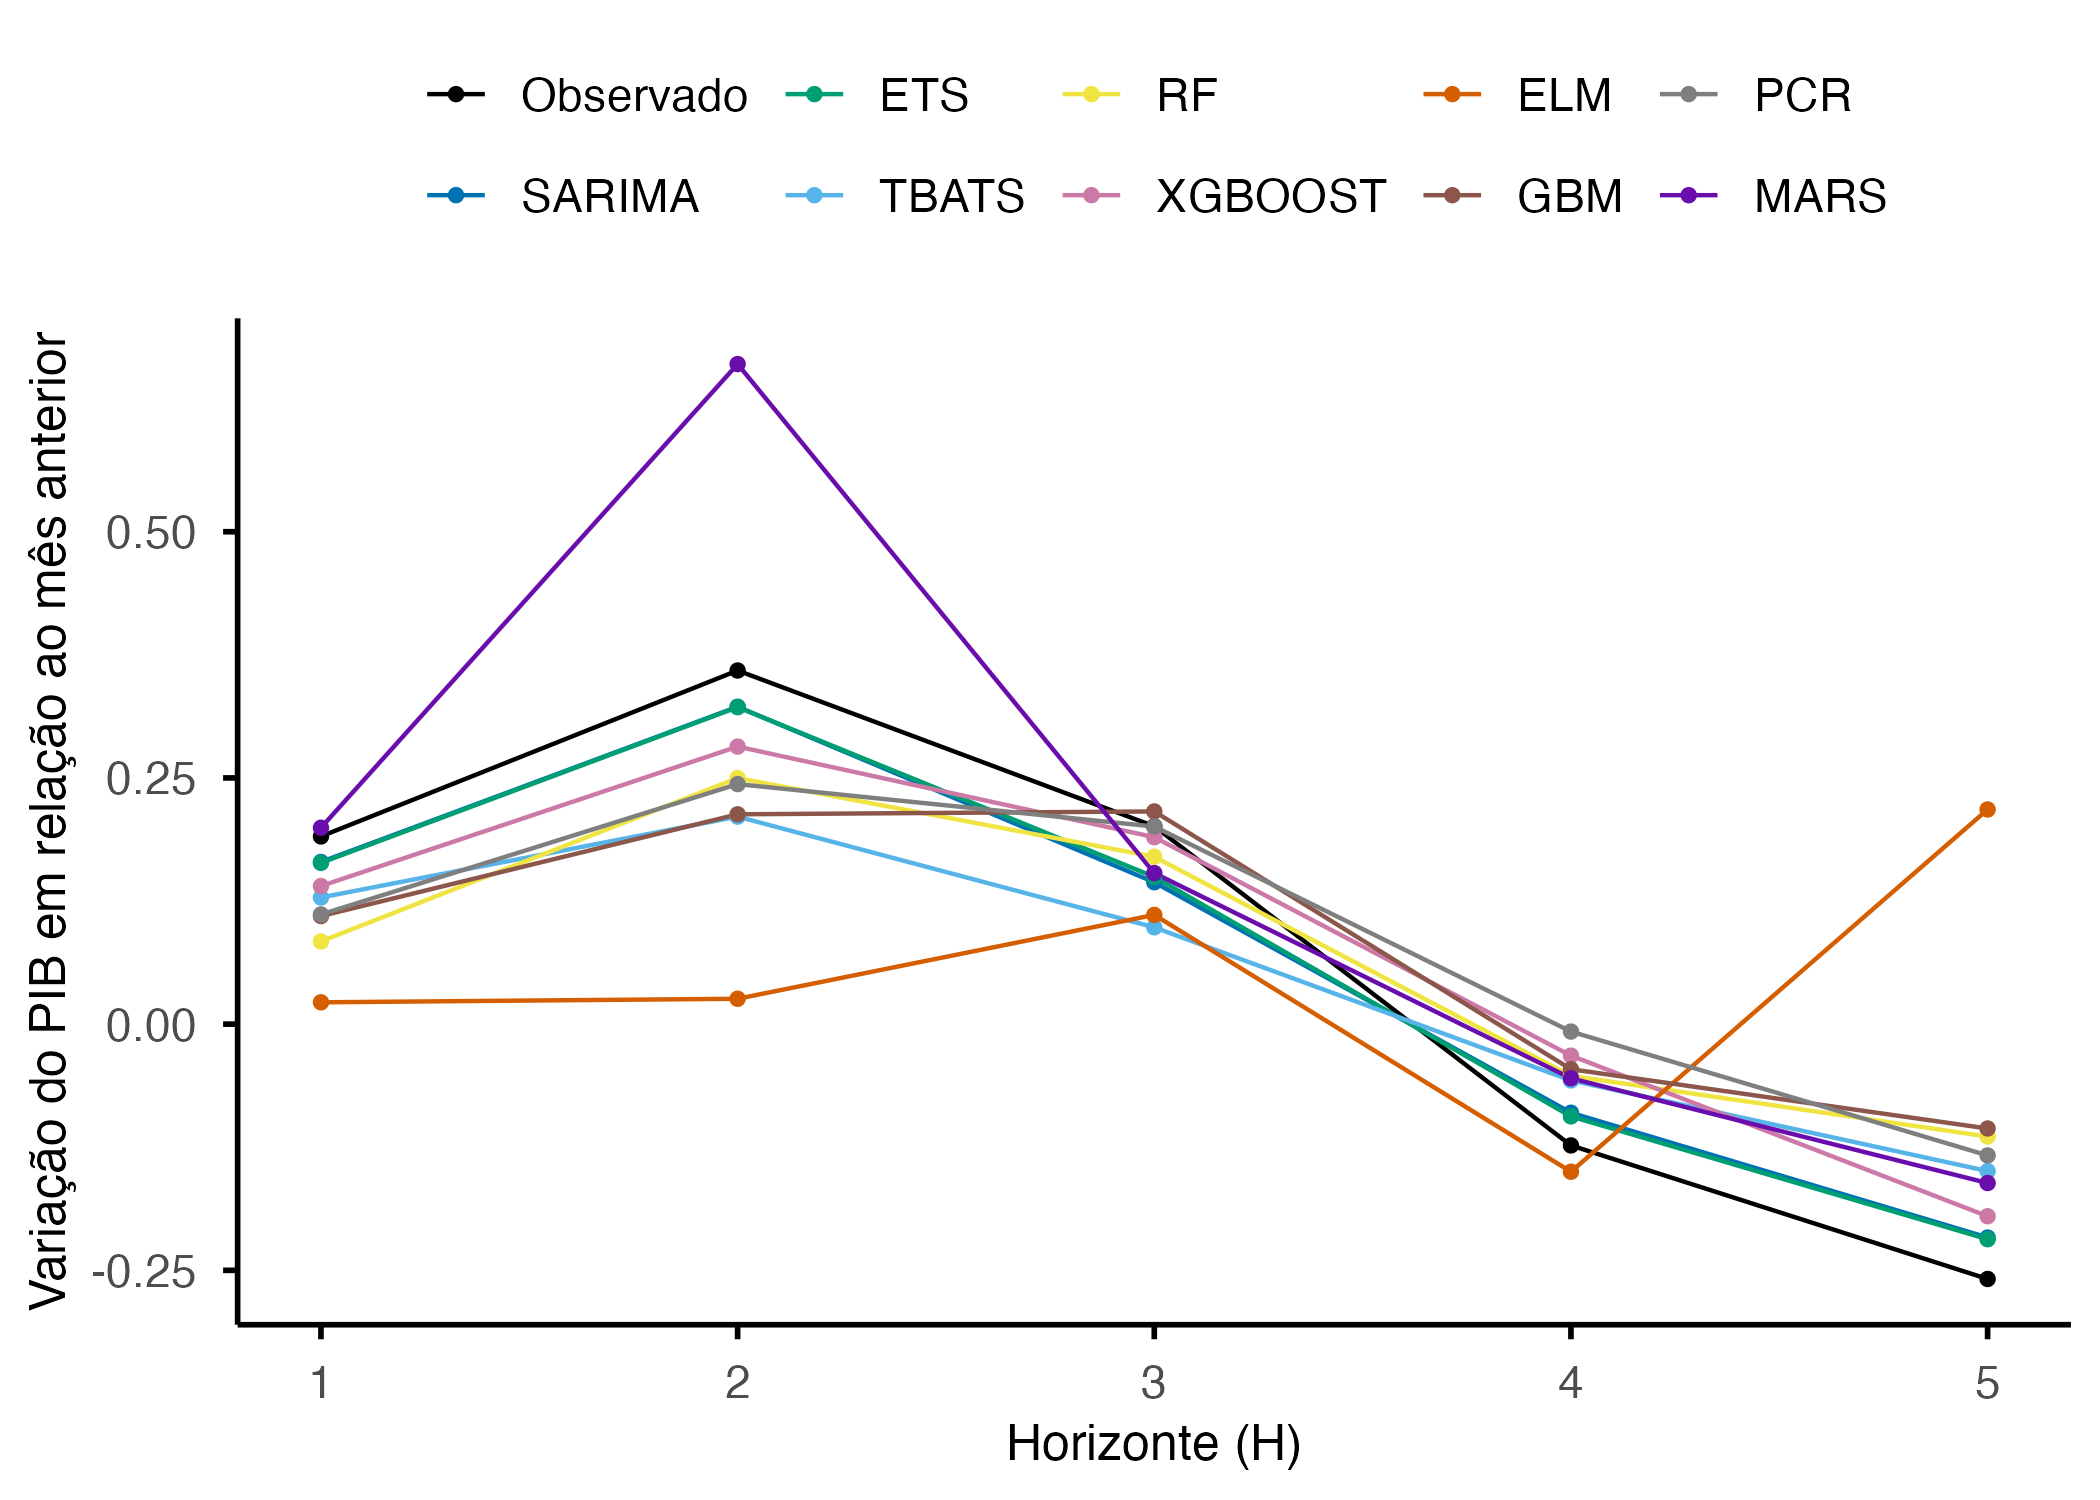 Observado ETS RF ELM PCR
SARIMA TBATS XGBOOST GBM MARS
Variação do PIB em relação ao mês anterior
0.50
0.25
0.00
-0.25
1 2 3 4 5
Horizonte (H)